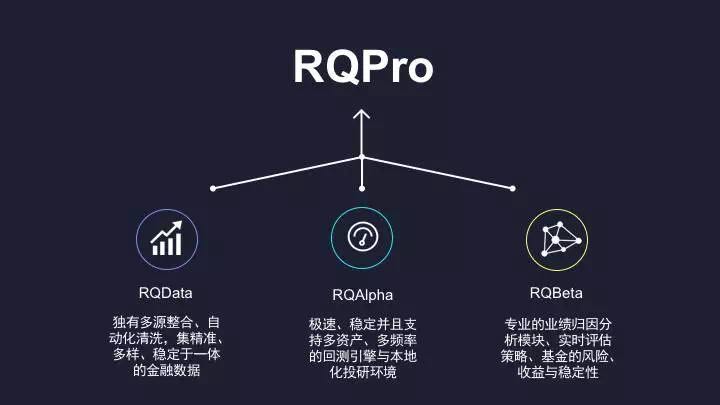 RQPro
RQData
独有多源整合、自
动化清洗，集精准、
多样、稳定于一体
的金融数据
RQAlpha
极速、稳定并且支
持多资产、多频率
的回测引擎与本地
化投研环境
RQBeta
专业的业绩归因分
析模块、实时评估
策略、基金的风险、
收益与稳定性